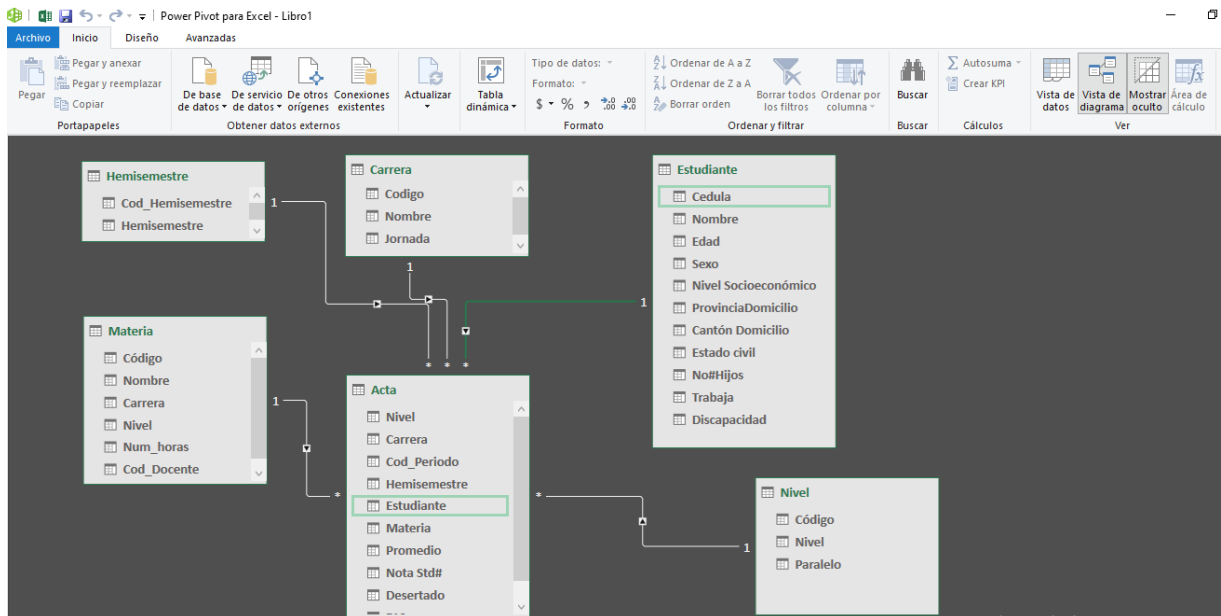 Power Pivot para Excel - Libro1
Archivo Inicio Diseño Avanzadas
Pegar
Pegar y anexar
Pegar y reemplazar
Copiar
Portapapeles
De base de datos
De servicio de datos
De otros orígenes
Conexiones existentes
Obtener datos externos
Actualizar
Tabla dinámica
Tipo de datos:
Formato:
$ % 9 .00 .00
Formato
Ordenar de A a Z
Ordenar de Z a A
Borrar orden
Borrar todos los filtros
Ordenar por columna
Ordenar y filtrar
Buscar
Buscar
Autosuma
Crear KPI
Cálculos
Vista de datos
Vista de diagrama
Mostrar oculto
Área de cálculo
Ver
Hemisemestre
Cod_Hemisemestre
Hemisemestre
1
Carrera
Codigo
Nombre
Jornada
1
Estudiante
Cedula
Nombre
Edad
Sexo
Nivel Socioeconómico
ProvinciaDomicilio
Cantón Domicilio
Estado civil
No#Hijos
Trabaja
Discapacidad
1
Materia
Código
Nombre
Carrera
Nivel
Num_horas
Cod_Docente
1
*
* * *
Acta
Nivel
Carrera
Cod_Periodo
Hemisemestre
Estudiante
Materia
Promedio
Nota Std#
Desertado
*
1
Nivel
Código
Nivel
Paralelo